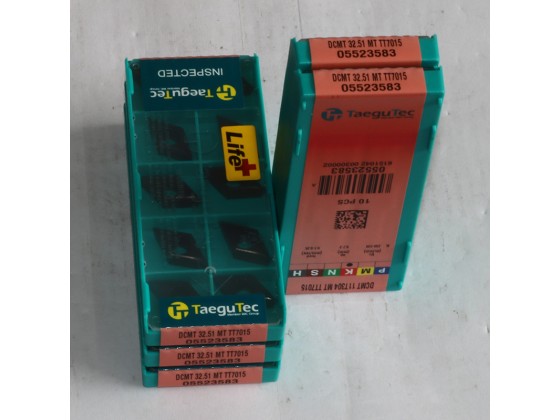 INSPECTED
TaeguTec
Life+
TaeguTec
DCMT 32.51 MT TT7015
05523583
DCMT 32.51 MT TT7015
05523583
DCMT 32.51 MT TT7015
05523583
DCMT 32.51 MT TT7015
05523583
DCMT 32.51 MT TT7015
05523583
TaeguTec
05523583
10 PCS
P M K N S H
DCMT 11T304 MT TT7015